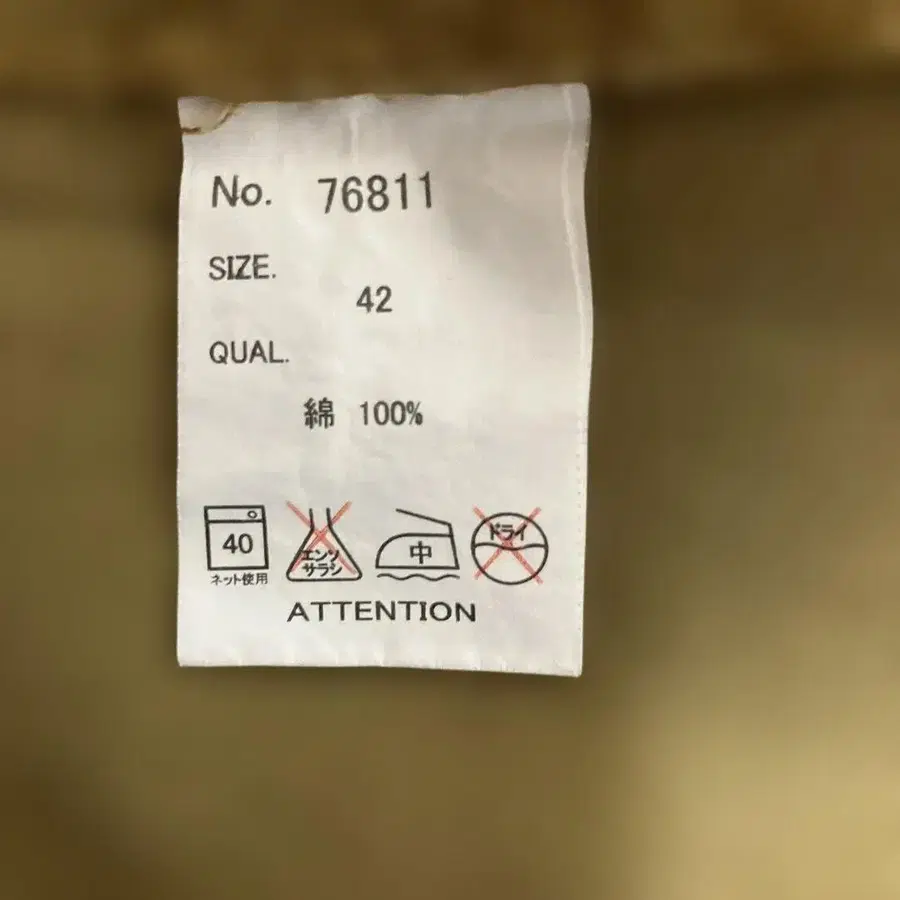 No. 76811
SIZE.
42
QUAL.
綿 100%
40
ネット使用
エンソ
サラシ
中
ドライ
ATTENTION